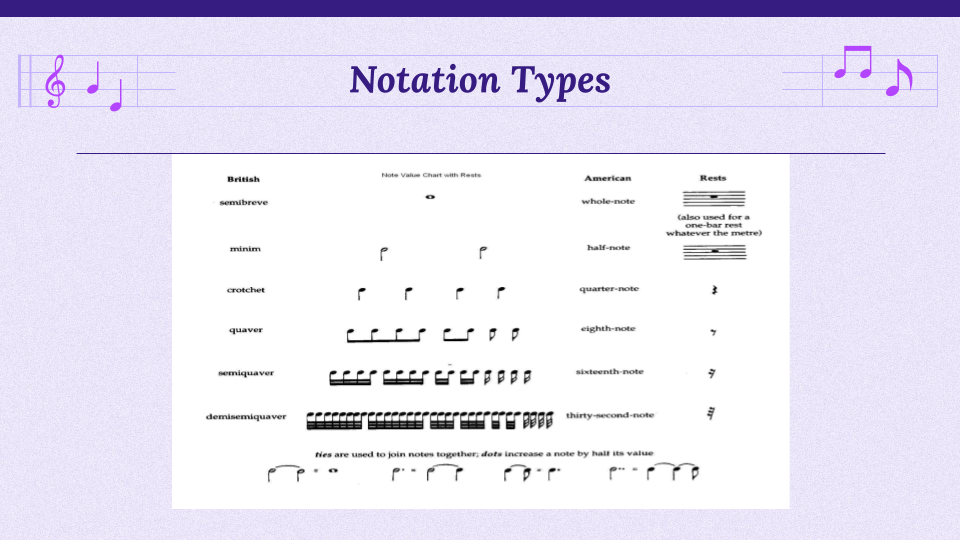 Notation Types
Note Value Chart with Rests
British American Rests
semibreve whole-note
(also used for a
one-bar rest
whatever the metre)
minim half-note
crotchet quarter-note
quaver eighth-note
semiquaver sixteenth-note
demisemiquaver thirty-second-note
ties are used to join notes together; dots increase a note by half its value